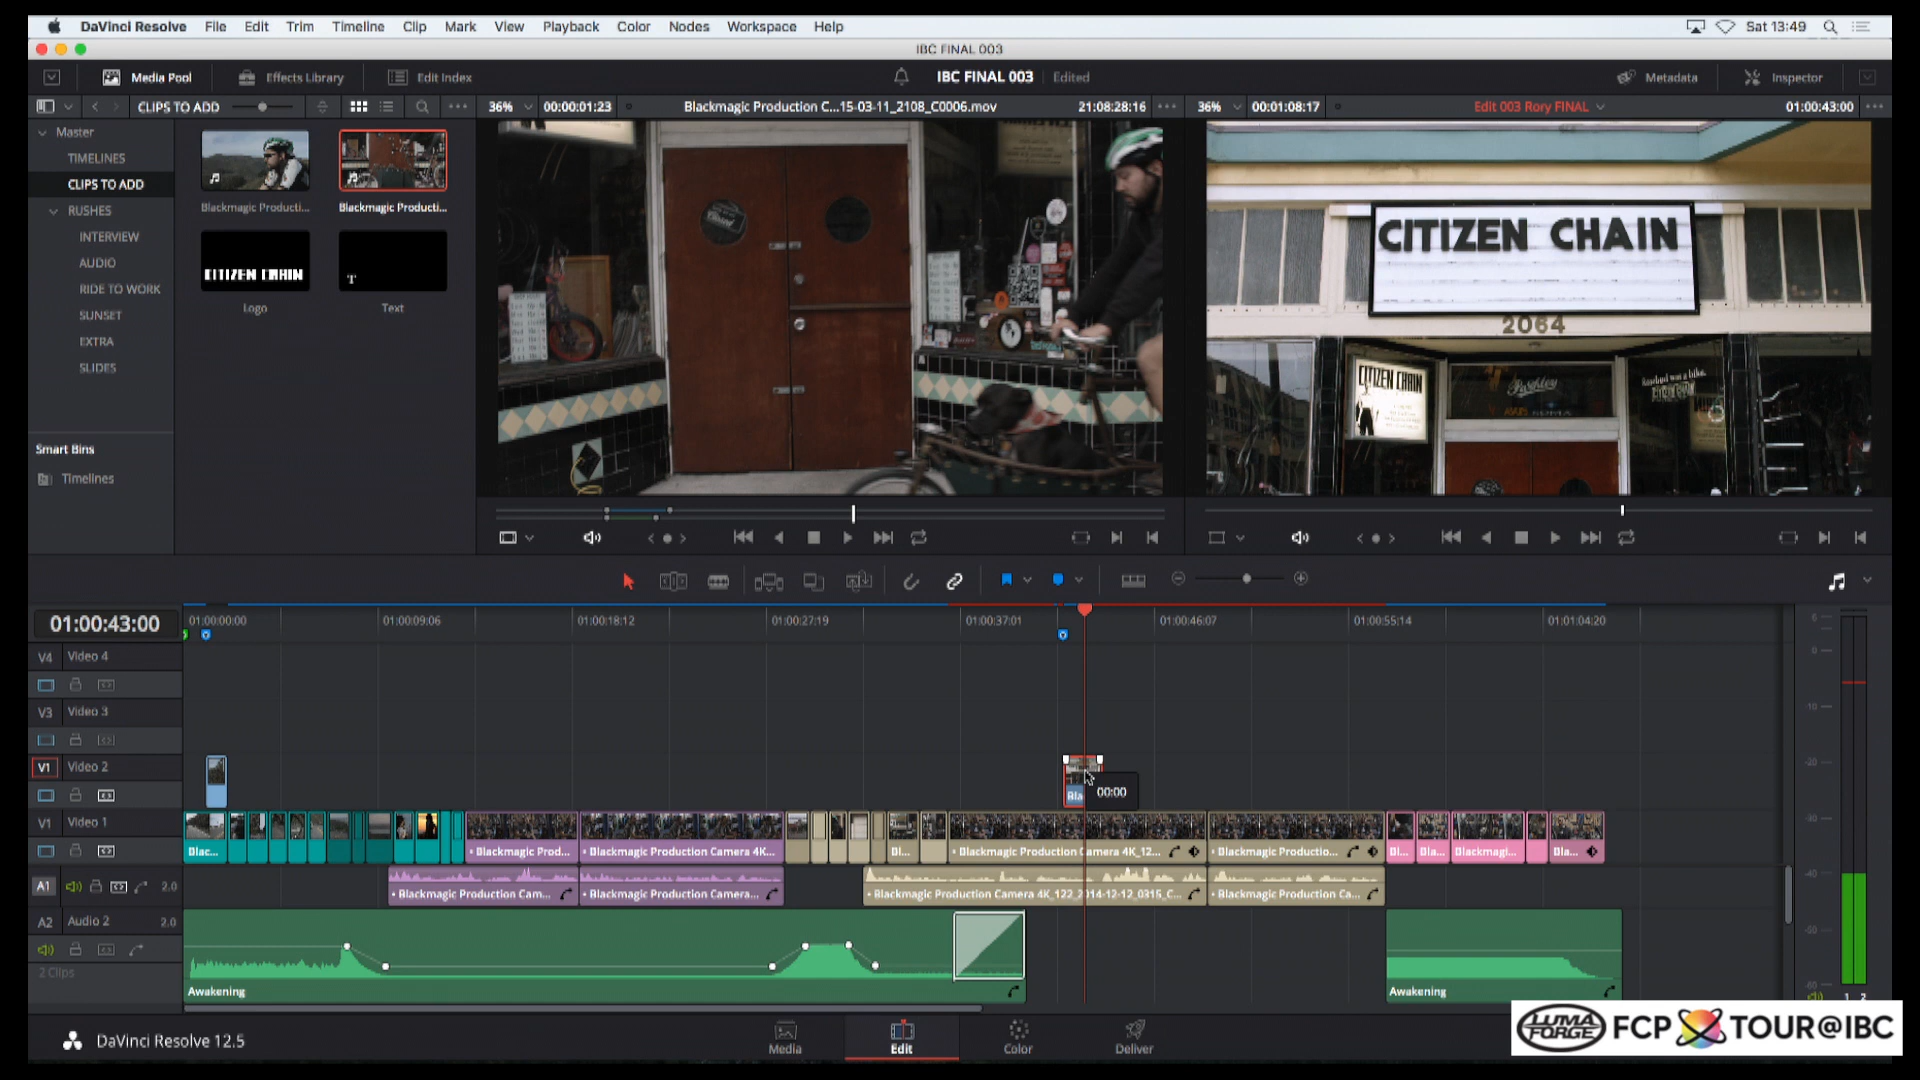 DaVinci Resolve File Edit Trim Timeline Clip Mark View Playback Color Nodes Workspace Help Sat 13:49
IBC FINAL 003
Media Pool Effects Library Edit Index IBC FINAL 003 Edited Metadata Inspector
CLIPS TO ADD 36% 00:00:01:23 Blackmagic Production C...15-03-11_2108_C0006.mov 21:08:28:16 36% 00:01:08:17 Edit 003 Rory FINAL 01:00:43:00
Master
TIMELINES
CLIPS TO ADD
RUSHES
INTERVIEW
AUDIO
RIDE TO WORK
SUNSET
EXTRA
SLIDES
Smart Bins
Timelines
Blackmagic Producti... Blackmagic Producti...
CITIZEN CHAIN T
Logo Text
CITIZEN CHAIN
2064
CITIZEN CHAIN
01:00:43:00 01:00:00:00 01:00:09:06 01:00:18:12 01:00:27:19 01:00:37:01 01:00:46:07 01:00:55:14 01:01:04:20
V4 Video 4
V3 Video 3
V1 Video 2
Bla 00:00
V1 Video 1
Blac... Blackmagic Prod... Blackmagic Production Camera 4K... Bl... Blackmagic Production Camera 4K_12... Blackmagic Productio... Bl... Bla... Blackmagi... Bla...
A1 2.0
Blackmagic Production Cam... Blackmagic Production Camera... Blackmagic Production Camera 4K_122_2014-12-12_0315_C... Blackmagic Production Ca...
A2 Audio 2 2.0
2 Clips
Awakening Awakening
DaVinci Resolve 12.5
Media Edit Color Deliver
LUMA FORGE FCP TOUR@IBC